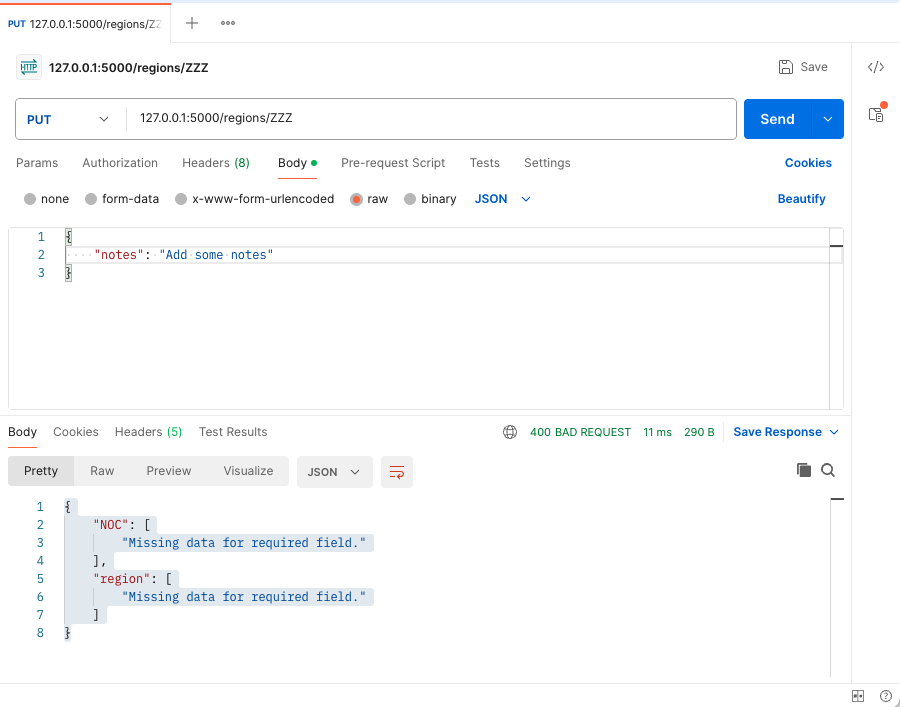 PUT 127.0.0.1:5000/regions/ZZ
HTTP 127.0.0.1:5000/regions/ZZZ
Save
PUT 127.0.0.1:5000/regions/ZZZ
Send
Params Authorization Headers (8) Body Pre-request Script Tests Settings Cookies
none form-data x-www-form-urlencoded raw binary JSON Beautify
1 {
2 ····"notes":·"Add·some·notes"
3 }
Body Cookies Headers (5) Test Results 400 BAD REQUEST 11 ms 290 B Save Response
Pretty Raw Preview Visualize JSON
1 {
2 "NOC": [
3 "Missing data for required field."
4 ],
5 "region": [
6 "Missing data for required field."
7 ]
8 }